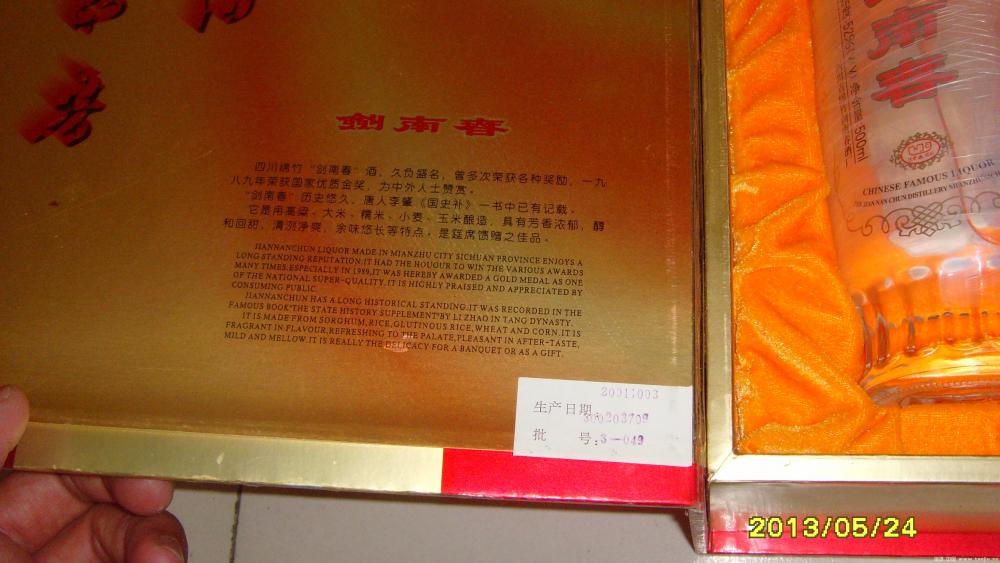 剑南春
四川绵竹“剑南春”酒，久负盛名，曾多次荣获各种奖励，一九
八九年荣获国家优质金奖，为中外人士赞赏。
“剑南春”历史悠久，唐人李肇《国史补》一书中已有记载。
它是用高粱、大米、糯米、小麦、玉米酿造，具有芳香浓郁，醇
和回甜，清洌净爽，余味悠长等特点，是筵席馈赠之佳品。
JIANNANCHUN LIQUOR MADE IN MIANZHU CITY SICHUAN PROVINCE ENJOYS A
LONG-STANDING REPUTATION.IT HAD THE HOUGOUR TO WIN THE VARIOUS AWARDS
MANY TIMES.ESPECIALLY IN 1989,IT WAS HEREBY AWARDED A GOLD MEDAL AS ONE
OF THE NATIONAL SUPER-QUALITY.IT IS HIGHLY PRAISED AND APPRECIATED BY
CONSUMING PUBLIC.
JIANNANCHUN HAS A LONG HISTORICAL STANDING.IT WAS RECORDED IN THE
FAMOUS BOOK"THE STATE HISTORY SUPPLEMENT"BY LI ZHAO IN TANG DYNASTY.
IT IS MADE FROM SORGHUM,RICE,GLUTINOUS RICE,WHEAT AND CORN.IT IS
FRAGRANT IN FLAVOUR,REFRESHING TO THE PALATE,PLEASANT IN AFTER-TASTE,
MILD AND MELLOW.IT IS REALLY THE DELICACY FOR A BANQUET OR AS A GIFT.
20011003
生产日期:
批 号:3-049
南春
500ml
CHINESE FAMOUS LIQUOR
2013/05/24